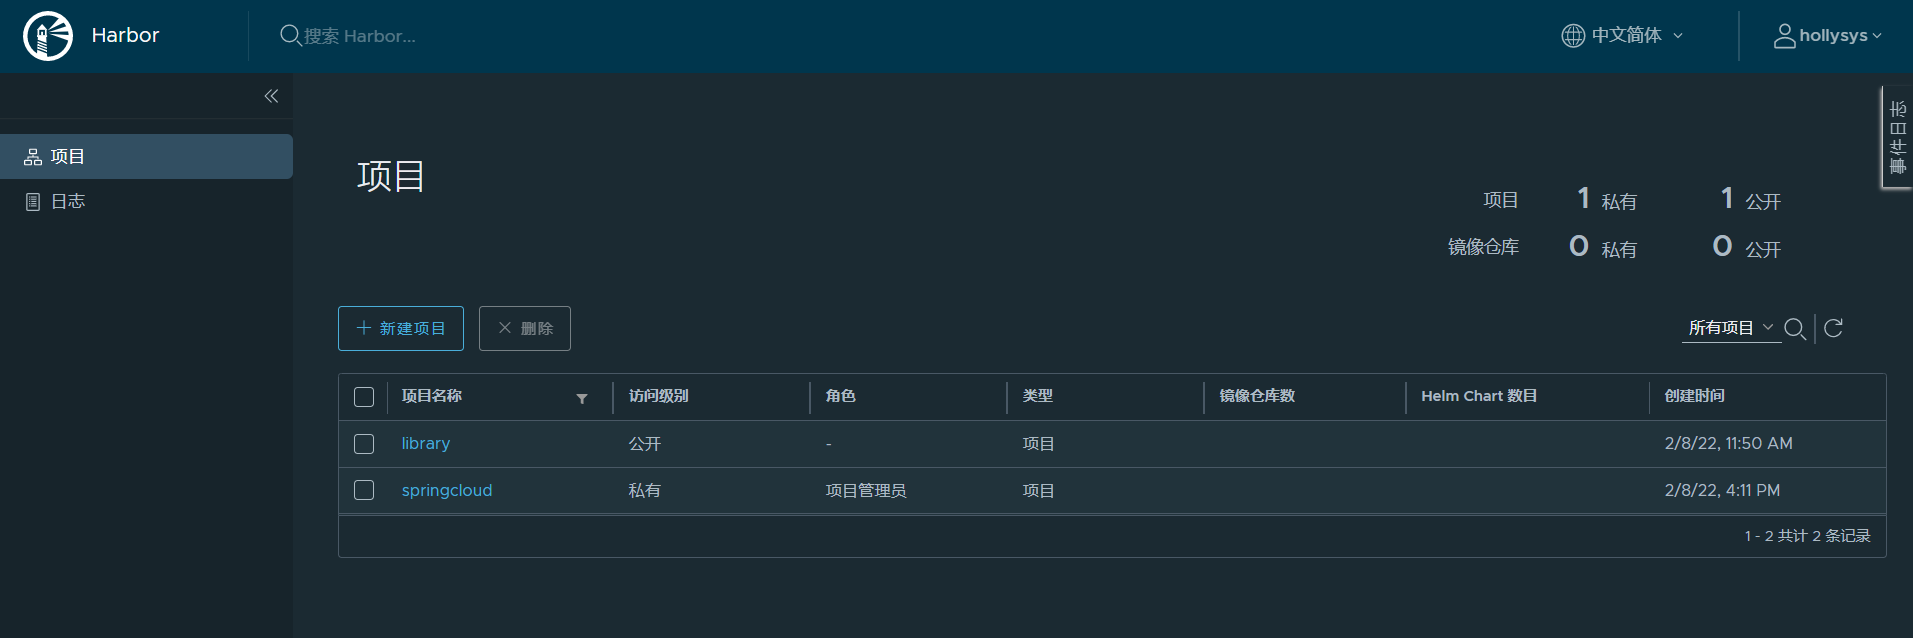 Harbor
搜索 Harbor...
中文简体
hollysys
事件日志
项目
日志
项目
项目 1 私有 1 公开
镜像仓库 0 私有 0 公开
新建项目
删除
所有项目
项目名称 访问级别 角色 类型 镜像仓库数 Helm Chart 数目 创建时间
library 公开 - 项目 2/8/22, 11:50 AM
springcloud 私有 项目管理员 项目 2/8/22, 4:11 PM
1 - 2 共计 2 条记录